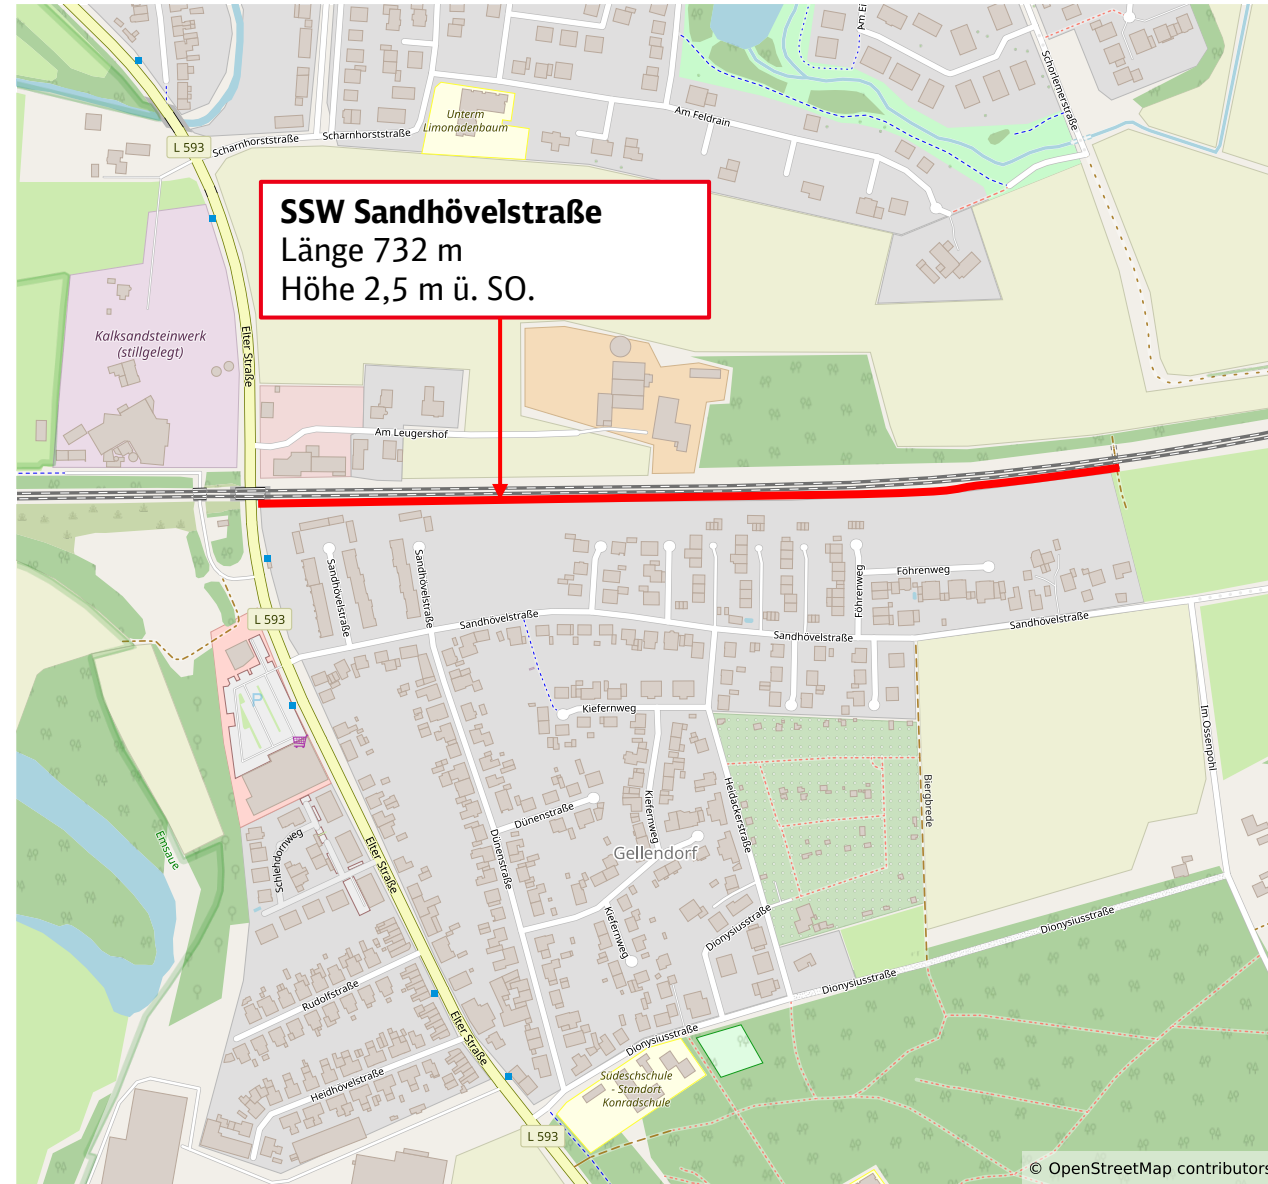 Am Ei
Schorlemerstraße
Unterm
Limonadenbaum
Am Feldrain
Scharnhorststraße
Scharnhorststraße
L 593
SSW Sandhövelstraße
Länge 732 m
Höhe 2,5 m ü. SO.
Kalksandsteinwerk
(stillgelegt)
Elter Straße
Am Leugershof
Sandhövelstraße
Sandhövelstraße
Föhrenweg
Föhrenweg
L 593
Sandhövelstraße
Sandhövelstraße
Sandhövelstraße
P
Kiefernweg
Im Ossenpohl
Heidackerstraße
Biergbrede
Kiefernweg
Dünenstraße
Dünenstraße
Gellendorf
Emsaue
Schlehdornweg
Elter Straße
Kiefernweg
Dionysiusstraße
Dionysiusstraße
Dionysiusstraße
Rudolfstraße
Elter Straße
Dionysiusstraße
Heidhövelstraße
Südeschschule
- Standort
Konradschule
L 593
© OpenStreetMap contributors